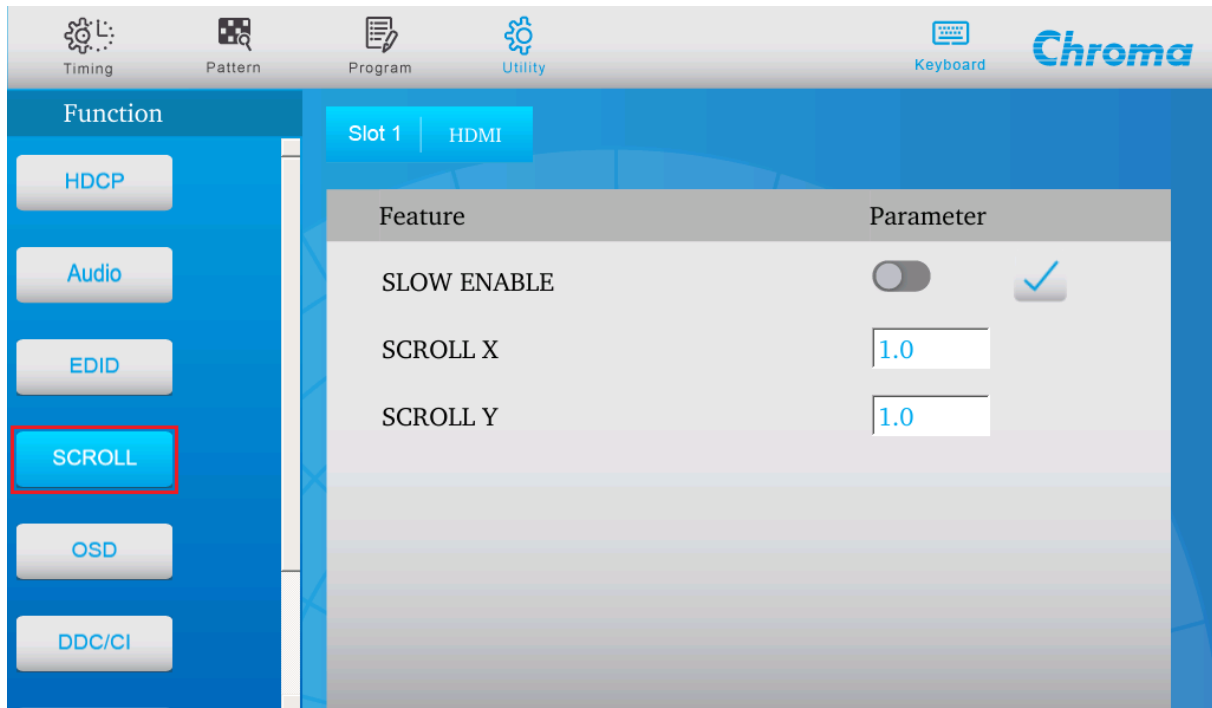 Timing Pattern Program Utility Keyboard Chroma
Function
HDCP
Audio
EDID
SCROLL
OSD
DDC/CI
Slot 1 HDMI
Feature Parameter
SLOW ENABLE
SCROLL X 1.0
SCROLL Y 1.0